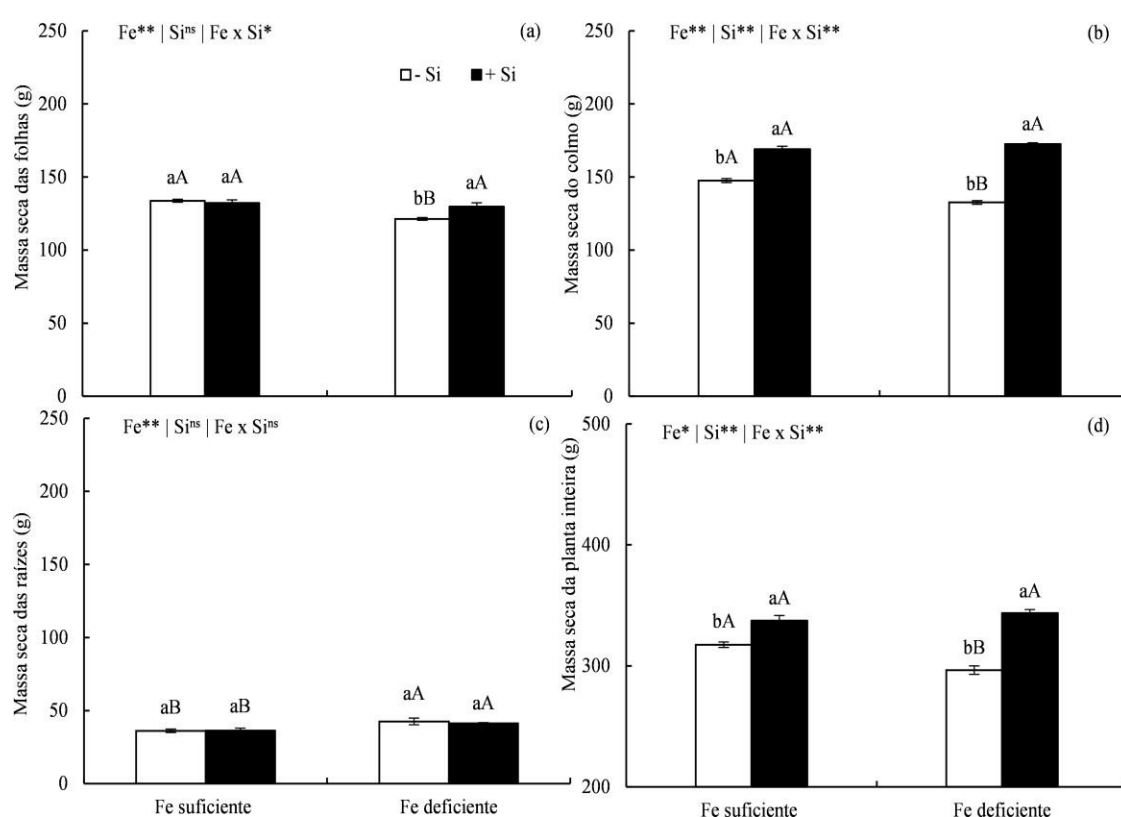 Fe** | Siⁿˢ | Fe x Si*
(a)
- Si
+ Si
Massa seca das folhas (g)
250
200
150
100
50
0
aA
aA
bB
aA
Fe** | Si** | Fe x Si**
(b)
Massa seca do colmo (g)
250
200
150
100
50
0
bA
aA
bB
aA
Fe** | Siⁿˢ | Fe x Siⁿˢ
(c)
Massa seca das raízes (g)
250
200
150
100
50
0
aB
aB
aA
aA
Fe suficiente
Fe deficiente
Fe* | Si** | Fe x Si**
(d)
Massa seca da planta inteira (g)
500
400
300
200
bA
aA
bB
aA
Fe suficiente
Fe deficiente